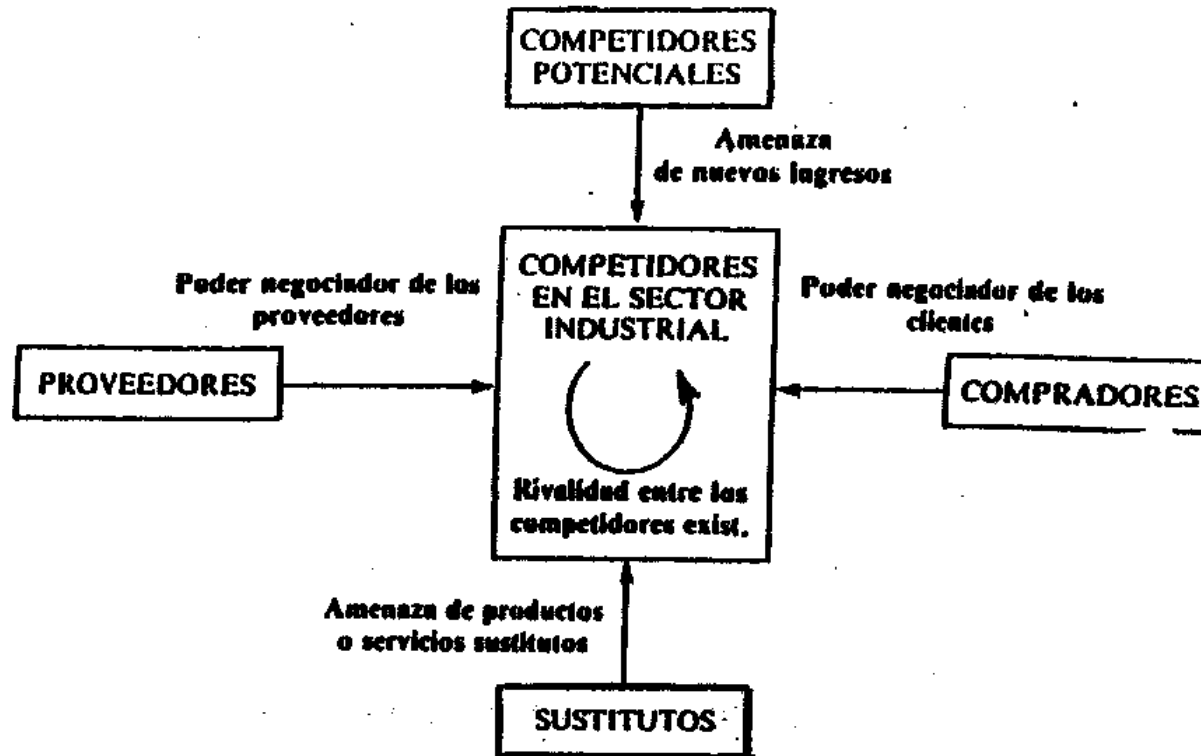 COMPETIDORES
POTENCIALES
Amenaza
de nuevos ingresos
COMPETIDORES
EN EL SECTOR
INDUSTRIAL
Poder negociador de los
proveedores
Poder negociador de los
clientes
PROVEEDORES
COMPRADORES
Rivalidad entre los
competidores exist.
Amenaza de productos
o servicios sustitutos
SUSTITUTOS